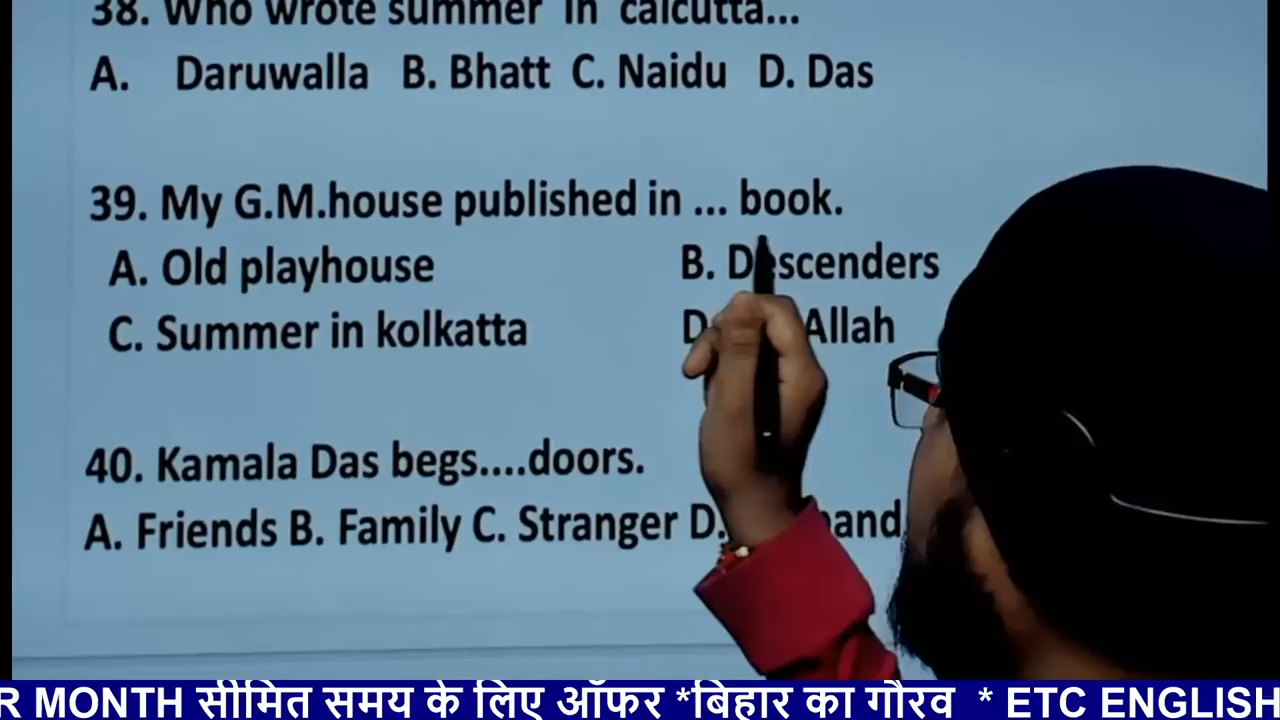 38. Who wrote summer in calcutta...
A. Daruwalla B. Bhatt C. Naidu D. Das
39. My G.M.house published in ... book.
A. Old playhouse B. Descenders
C. Summer in kolkatta D. Allah
40. Kamala Das begs....doors.
A. Friends B. Family C. Stranger D.
R MONTH सीमित समय के लिए ऑफर *बिहार का गौरव * ETC ENGLISH